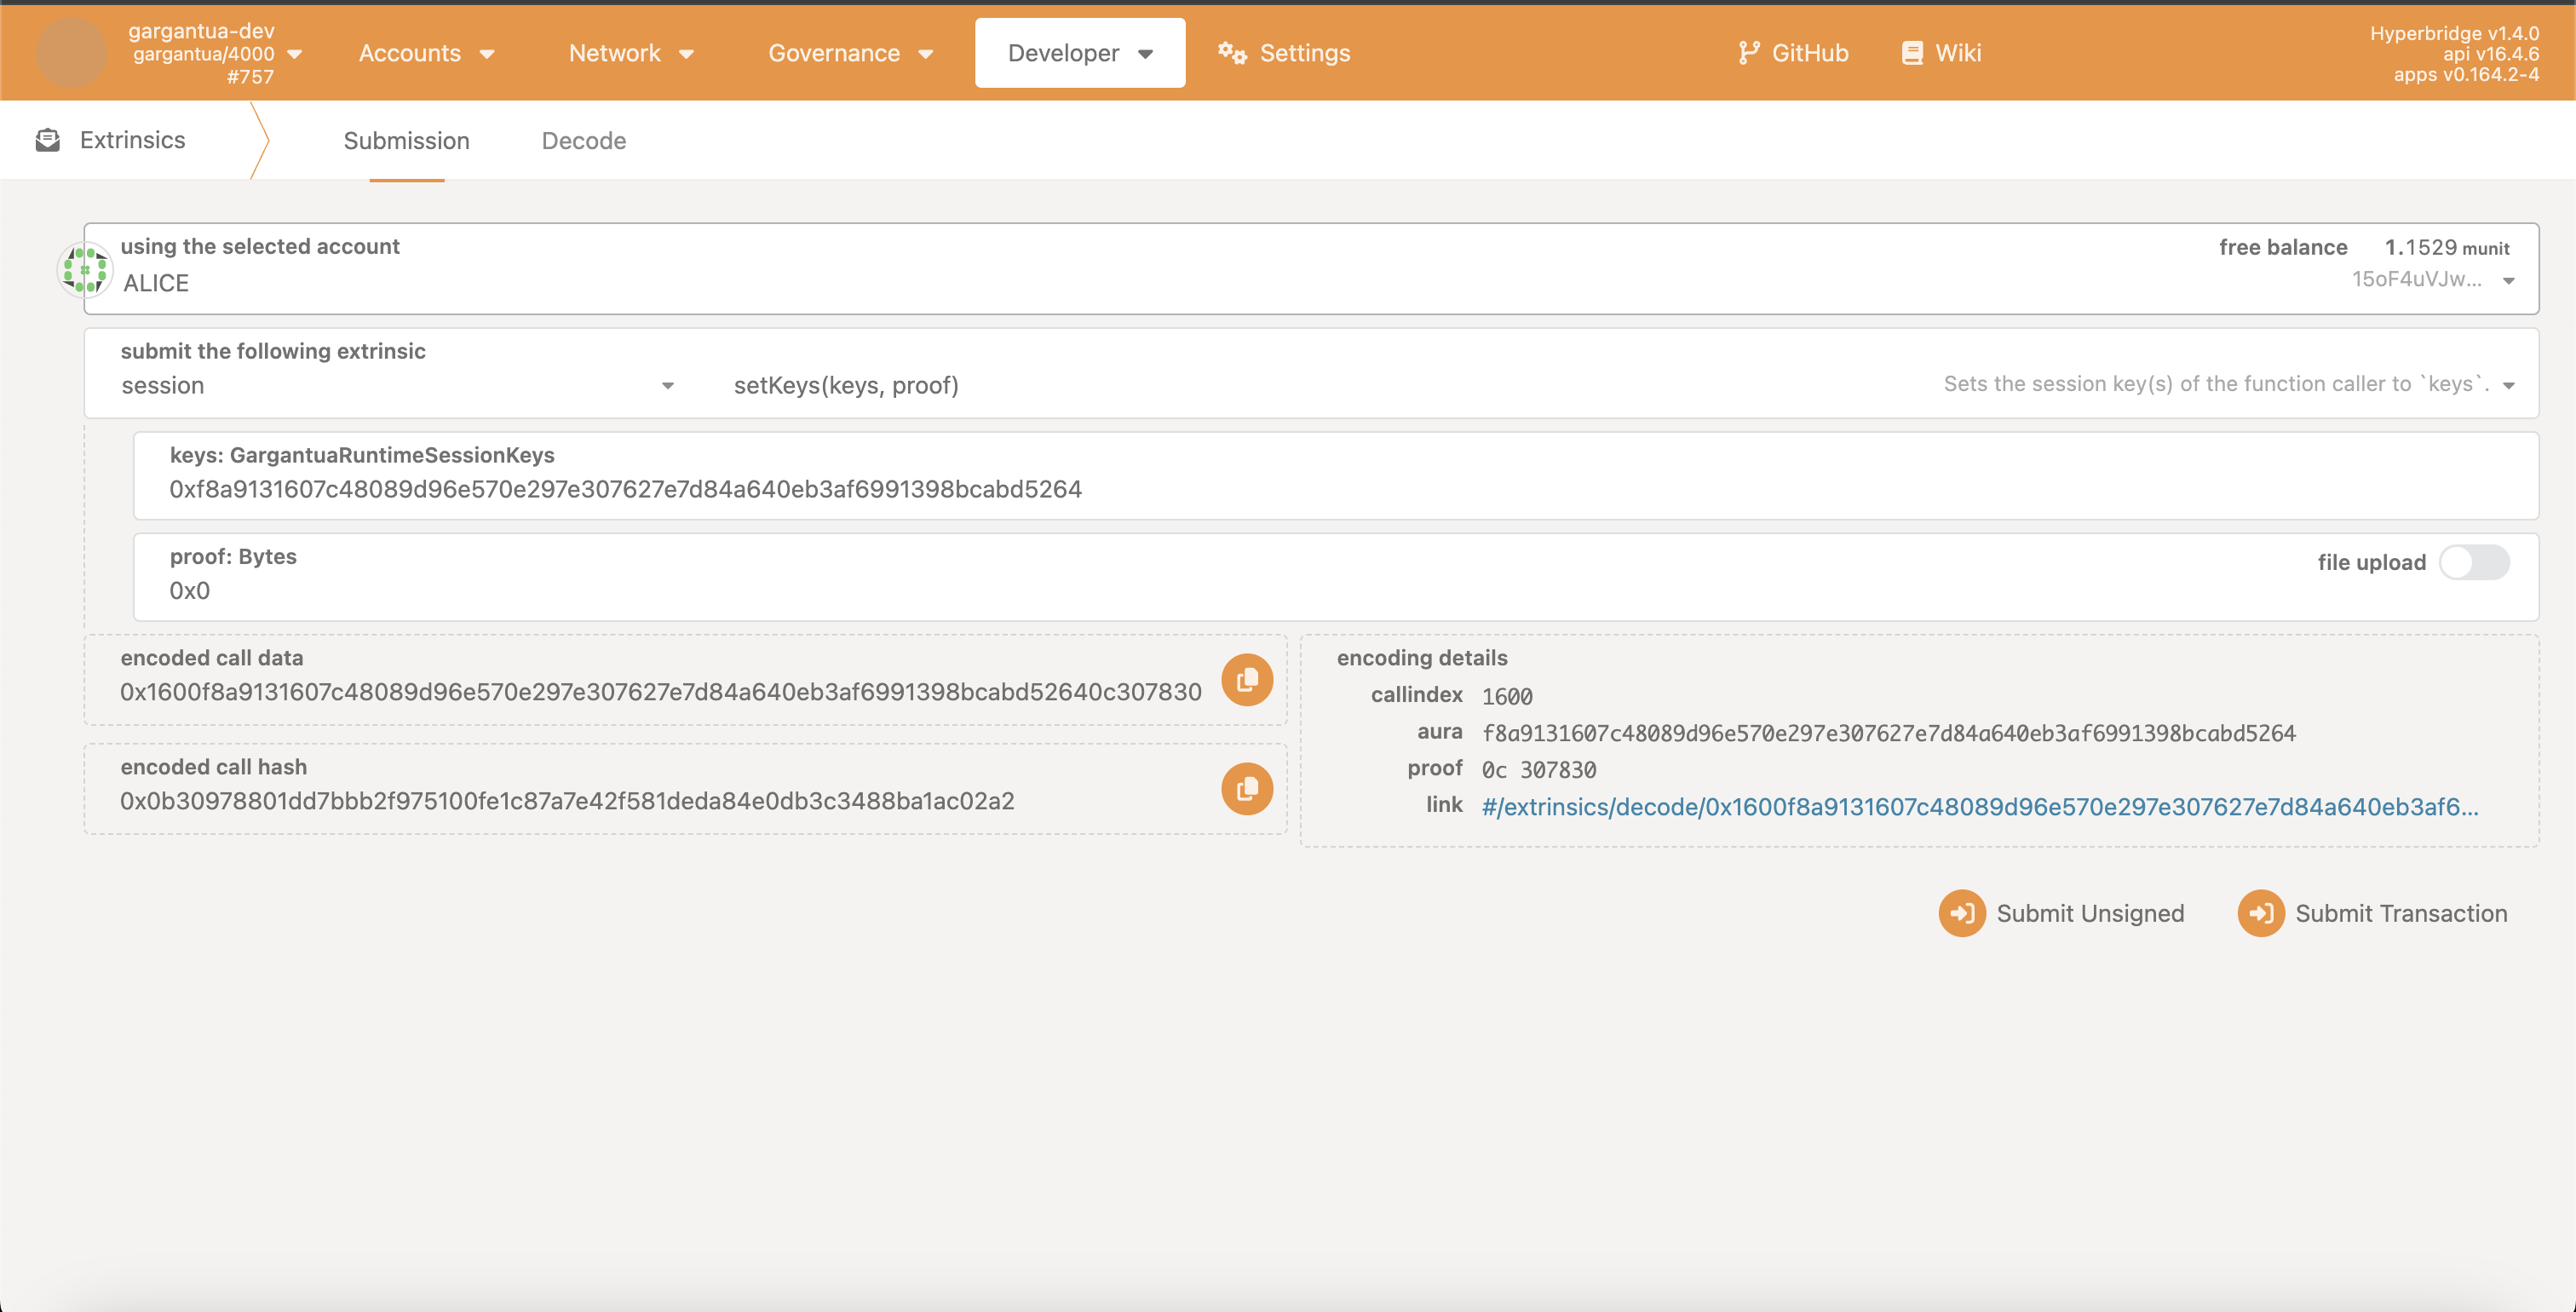 gargantua-dev
gargantua/4000
#757
Accounts
Network
Governance
Developer
Settings
GitHub
Wiki
Hyperbridge v1.4.0
api v16.4.6
apps v0.164.2-4
Extrinsics
Submission
Decode
using the selected account
ALICE
free balance 1.1529 munit
15oF4uVJw...
submit the following extrinsic
session
setKeys(keys, proof)
Sets the session key(s) of the function caller to `keys`.
keys: GargantuaRuntimeSessionKeys
0xf8a9131607c48089d96e570e297e307627e7d84a640eb3af6991398bcabd5264
proof: Bytes
0x0
file upload
encoded call data
0x1600f8a9131607c48089d96e570e297e307627e7d84a640eb3af6991398bcabd52640c307830
encoded call hash
0x0b30978801dd7bbb2f975100fe1c87a7e42f581deda84e0db3c3488ba1ac02a2
encoding details
callindex 1600
aura f8a9131607c48089d96e570e297e307627e7d84a640eb3af6991398bcabd5264
proof 0c 307830
link #/extrinsics/decode/0x1600f8a9131607c48089d96e570e297e307627e7d84a640eb3af6...
Submit Unsigned
Submit Transaction